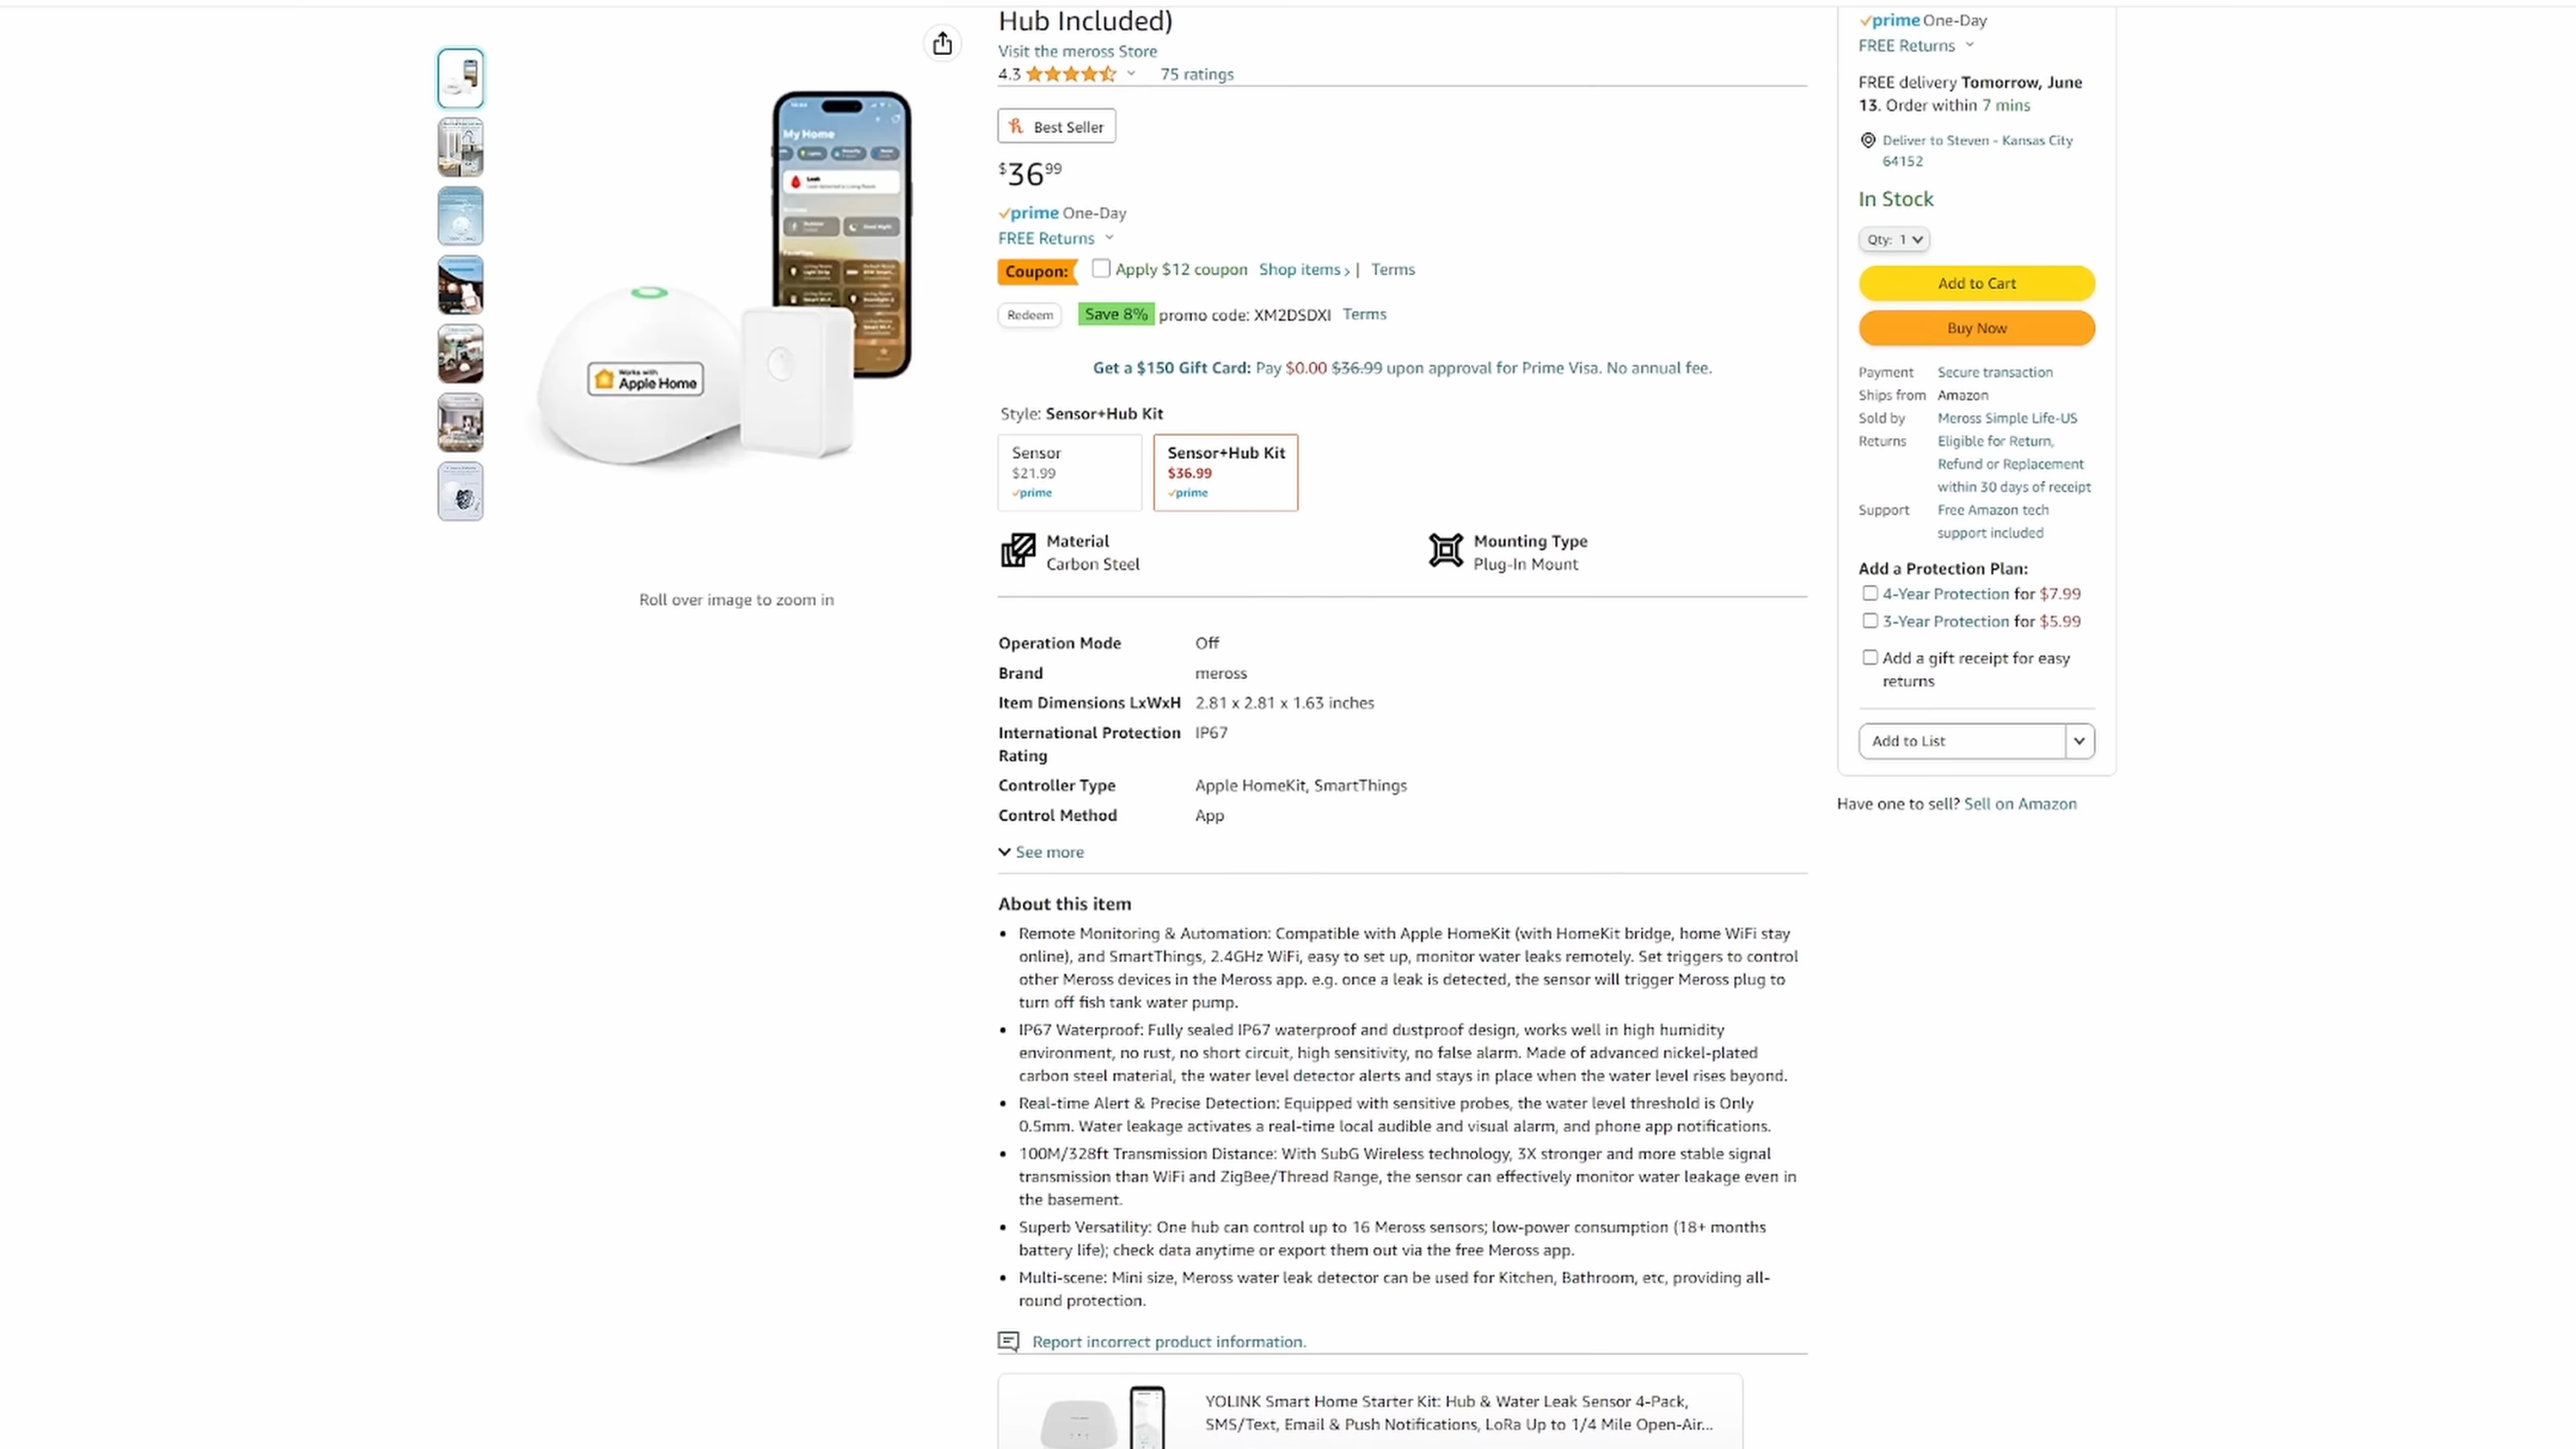 Hub Included)
Visit the meross Store
4.3
75 ratings
Best Seller
$36.99
prime One-Day
FREE Returns
Coupon: Apply $12 coupon Shop items › | Terms
Redeem Save 8% promo code: XM2DSDXI Terms
Get a $150 Gift Card: Pay $0.00 $36.99 upon approval for Prime Visa. No annual fee.
Style: Sensor+Hub Kit
Sensor
$21.99
prime
Sensor+Hub Kit
$36.99
prime
Material
Carbon Steel
Mounting Type
Plug-In Mount
Operation Mode Off
Brand meross
Item Dimensions LxWxH 2.81 x 2.81 x 1.63 inches
International Protection Rating IP67
Controller Type Apple HomeKit, SmartThings
Control Method App
See more
About this item
Remote Monitoring & Automation: Compatible with Apple HomeKit (with HomeKit bridge, home WiFi stay
online), and SmartThings, 2.4GHz WiFi, easy to set up, monitor water leaks remotely. Set triggers to control
other Meross devices in the Meross app. e.g. once a leak is detected, the sensor will trigger Meross plug to
turn off fish tank water pump.
IP67 Waterproof: Fully sealed IP67 waterproof and dustproof design, works well in high humidity
environment, no rust, no short circuit, high sensitivity, no false alarm. Made of advanced nickel-plated
carbon steel material, the water level detector alerts and stays in place when the water level rises beyond.
Real-time Alert & Precise Detection: Equipped with sensitive probes, the water level threshold is Only
0.5mm. Water leakage activates a real-time local audible and visual alarm, and phone app notifications.
100M/328ft Transmission Distance: With SubG Wireless technology, 3X stronger and more stable signal
transmission than WiFi and ZigBee/Thread Range, the sensor can effectively monitor water leakage even in
the basement.
Superb Versatility: One hub can control up to 16 Meross sensors; low-power consumption (18+ months
battery life); check data anytime or export them out via the free Meross app.
Multi-scene: Mini size, Meross water leak detector can be used for Kitchen, Bathroom, etc, providing all-
round protection.
Report incorrect product information.
YOLINK Smart Home Starter Kit: Hub & Water Leak Sensor 4-Pack,
SMS/Text, Email & Push Notifications, LoRa Up to 1/4 Mile Open-Air...
My Home
Leak
Works with
Apple Home
Roll over image to zoom in
prime One-Day
FREE Returns
FREE delivery Tomorrow, June
13. Order within 7 mins
Deliver to Steven - Kansas City
64152
In Stock
Qty: 1
Add to Cart
Buy Now
Payment Secure transaction
Ships from Amazon
Sold by Meross Simple Life-US
Returns Eligible for Return,
Refund or Replacement
within 30 days of receipt
Support Free Amazon tech
support included
Add a Protection Plan:
4-Year Protection for $7.99
3-Year Protection for $5.99
Add a gift receipt for easy
returns
Add to List
Have one to sell? Sell on Amazon